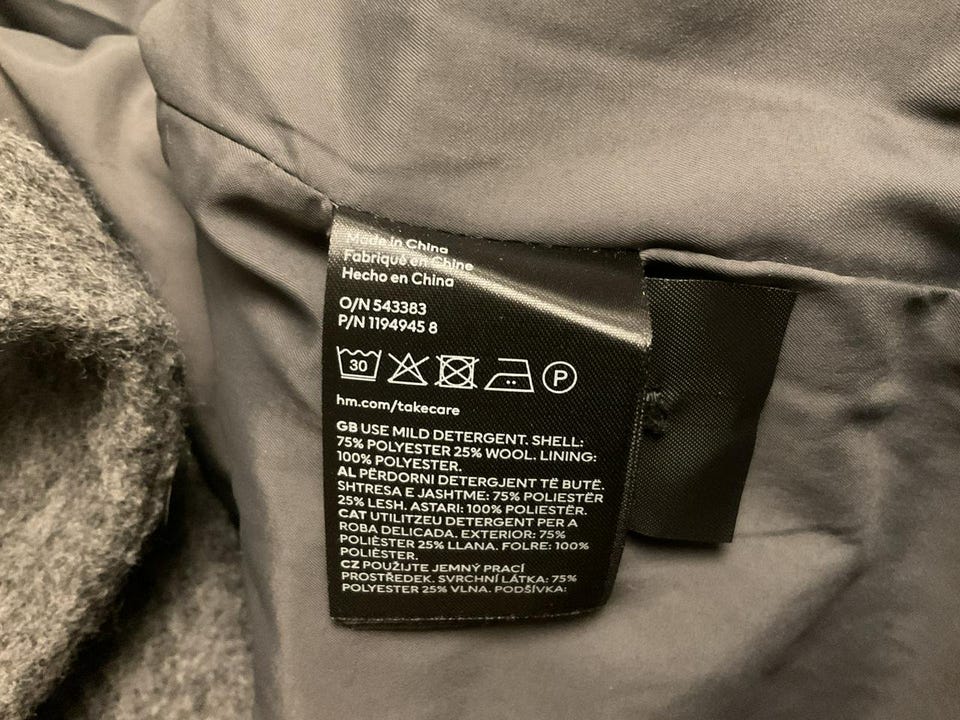 Made in China
Fabriqué en Chine
Hecho en China
O/N 543383
P/N 1194945 8
30
P
hm.com/takecare
GB USE MILD DETERGENT. SHELL:
75% POLYESTER 25% WOOL. LINING:
100% POLYESTER.
AL PËRDORNI DETERGJENT TË BUTË.
SHTRESA E JASHTME: 75% POLIESTËR
25% LESH. ASTARI: 100% POLIESTËR.
CAT UTILITZEU DETERGENT PER A
ROBA DELICADA. EXTERIOR: 75%
POLIÈSTER 25% LLANA. FOLRE: 100%
POLIÈSTER.
CZ POUŽIJTE JEMNÝ PRACÍ
PROSTŘEDEK. SVRCHNÍ LÁTKA: 75%
POLYESTER 25% VLNA. PODŠÍVKA: